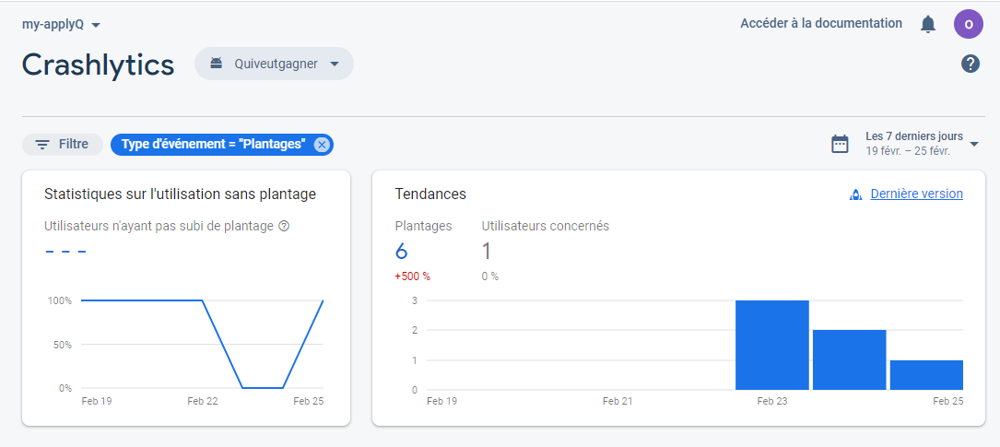 my-applyQ
Accéder à la documentation
o
Crashlytics
Quiveutgagner
?
Filtre
Type d'événement = "Plantages"
Les 7 derniers jours
19 févr. – 25 févr.
Statistiques sur l'utilisation sans plantage
Utilisateurs n'ayant pas subi de plantage ?
– – –
100%
50%
0%
Feb 19 Feb 22 Feb 25
Tendances
Dernière version
Plantages Utilisateurs concernés
6 1
+500 % 0 %
3
2
1
0
Feb 19 Feb 21 Feb 23 Feb 25